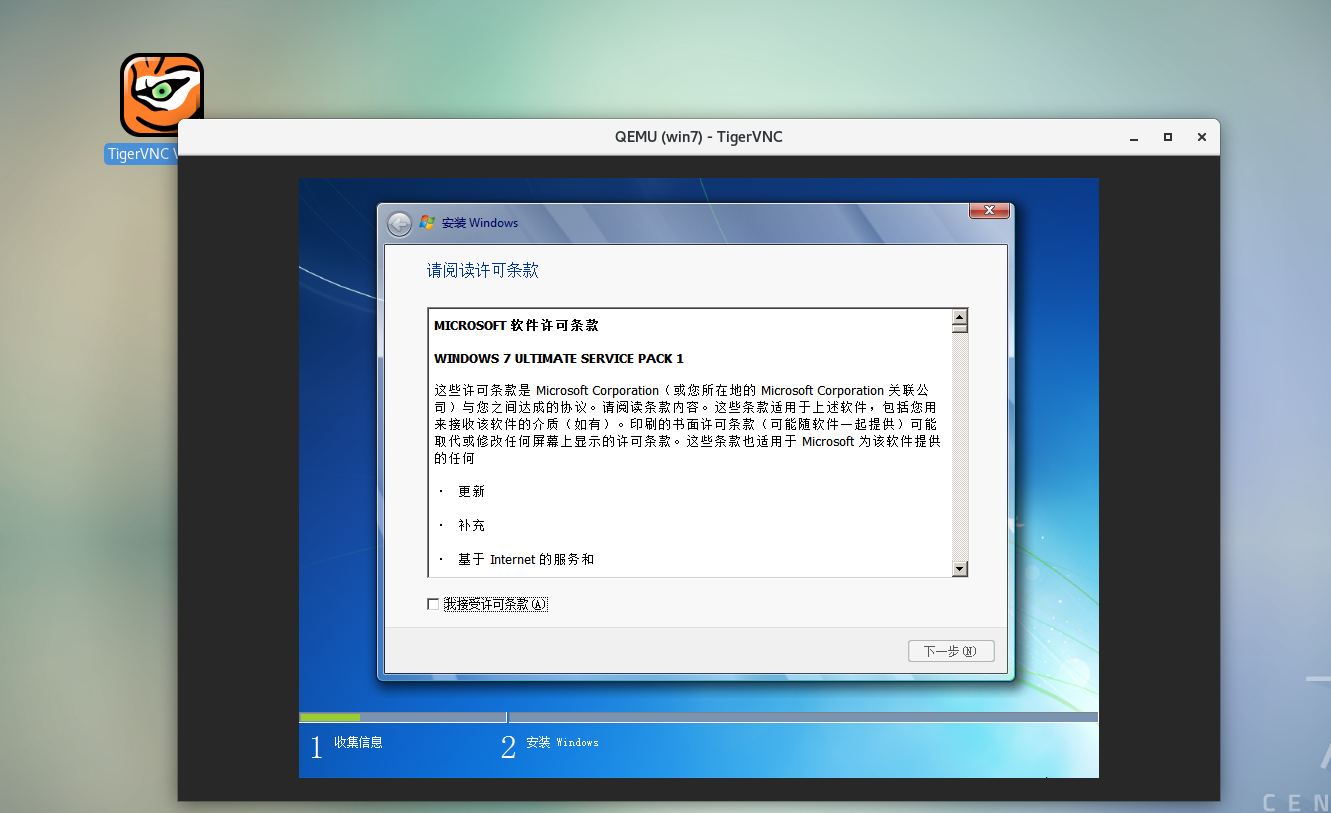 TigerVNC V
QEMU (win7) - TigerVNC
安装 Windows
请阅读许可条款
MICROSOFT 软件许可条款
WINDOWS 7 ULTIMATE SERVICE PACK 1
这些许可条款是 Microsoft Corporation（或您所在地的 Microsoft Corporation 关联公
司）与您之间达成的协议。请阅读条款内容。这些条款适用于上述软件，包括您用
来接收该软件的介质（如有）。印刷的书面许可条款（可能随软件一起提供）可能
取代或修改任何屏幕上显示的许可条款。这些条款也适用于 Microsoft 为该软件提供
的任何
· 更新
· 补充
· 基于 Internet 的服务和
我接受许可条款(A)
下一步(N)
1 收集信息
2 安装 Windows
CEN